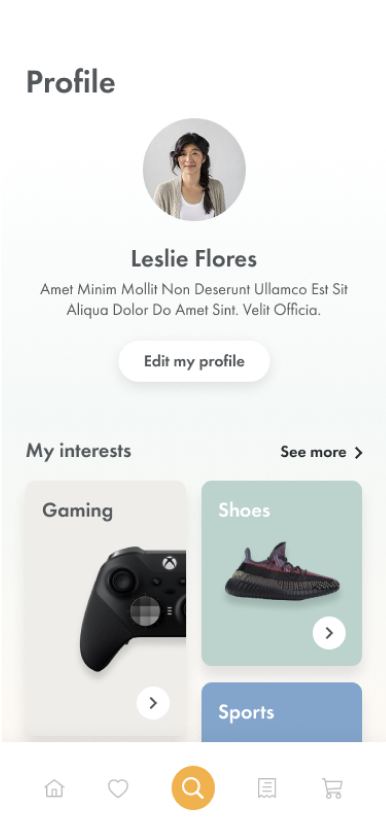 Profile
Leslie Flores
Amet Minim Mollit Non Deserunt Ullamco Est Sit
Aliqua Dolor Do Amet Sint. Velit Officia.
Edit my profile
My interests
See more
Gaming
Shoes
Sports